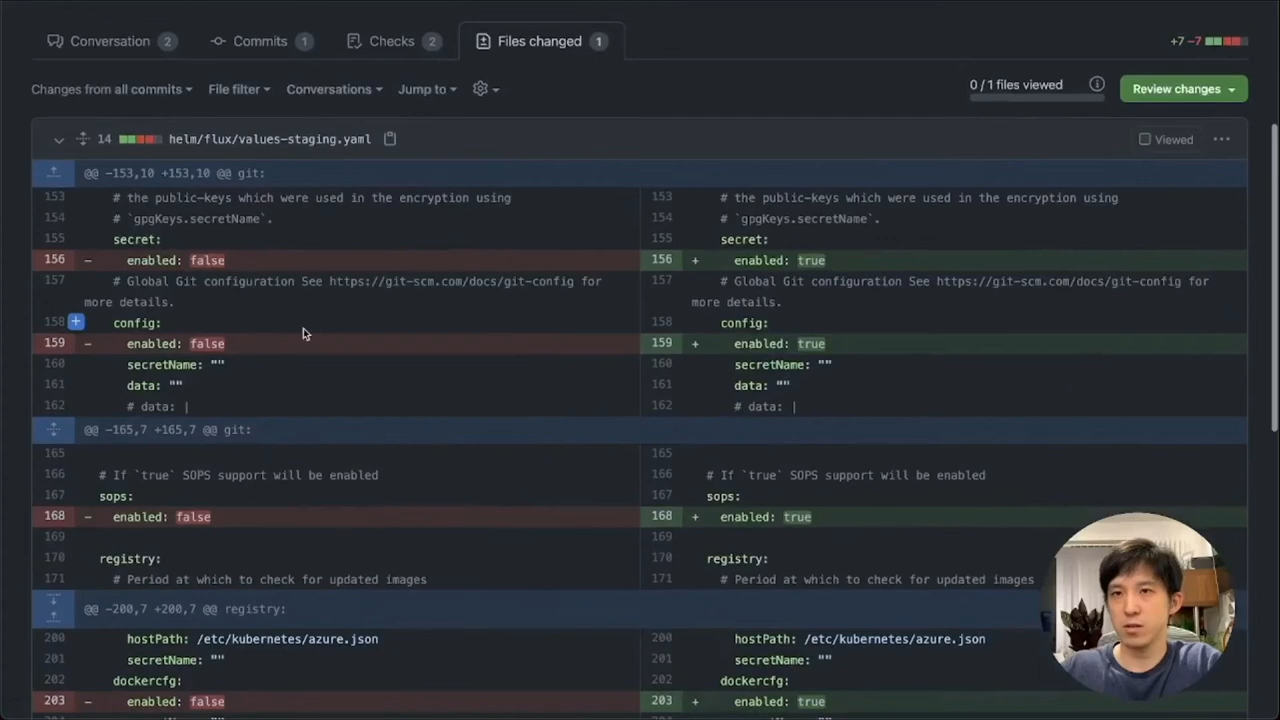 Conversation 2 Commits 1 Checks 2 Files changed 1 +7 −7
Changes from all commits File filter Conversations Jump to 0 / 1 files viewed Review changes
14 helm/flux/values-staging.yaml Viewed
@@ -153,10 +153,10 @@ git:
153 # the public-keys which were used in the encryption using 153 # the public-keys which were used in the encryption using
154 # `gpgKeys.secretName`. 154 # `gpgKeys.secretName`.
155 secret: 155 secret:
156 - enabled: false 156 + enabled: true
157 # Global Git configuration See https://git-scm.com/docs/git-config for 157 # Global Git configuration See https://git-scm.com/docs/git-config for
more details. more details.
158 + config: 158 config:
159 - enabled: false 159 + enabled: true
160 secretName: "" 160 secretName: ""
161 data: "" 161 data: ""
162 # data: | 162 # data: |
@@ -165,7 +165,7 @@ git:
165 165
166 # If `true` SOPS support will be enabled 166 # If `true` SOPS support will be enabled
167 sops: 167 sops:
168 - enabled: false 168 + enabled: true
169 169
170 registry: 170 registry:
171 # Period at which to check for updated images 171 # Period at which to check for updated images
@@ -200,7 +200,7 @@ registry:
200 hostPath: /etc/kubernetes/azure.json 200 hostPath: /etc/kubernetes/azure.json
201 secretName: "" 201 secretName: ""
202 dockercfg: 202 dockercfg:
203 - enabled: false 203 + enabled: true